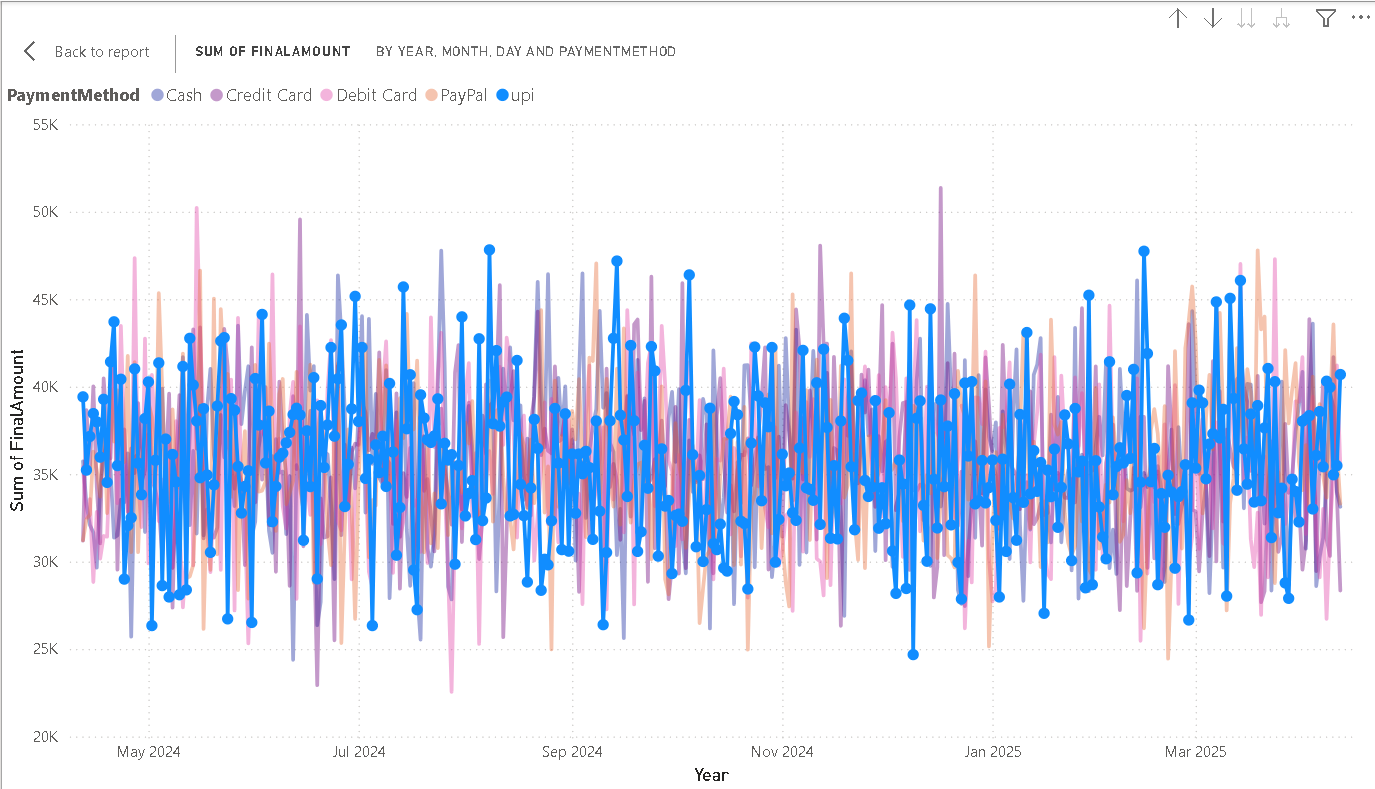 Back to report
SUM OF FINALAMOUNT
BY YEAR, MONTH, DAY AND PAYMENTMETHOD
PaymentMethod Cash Credit Card Debit Card PayPal upi
55K
50K
45K
40K
35K
30K
25K
20K
Sum of FinalAmount
May 2024
Jul 2024
Sep 2024
Nov 2024
Jan 2025
Mar 2025
Year